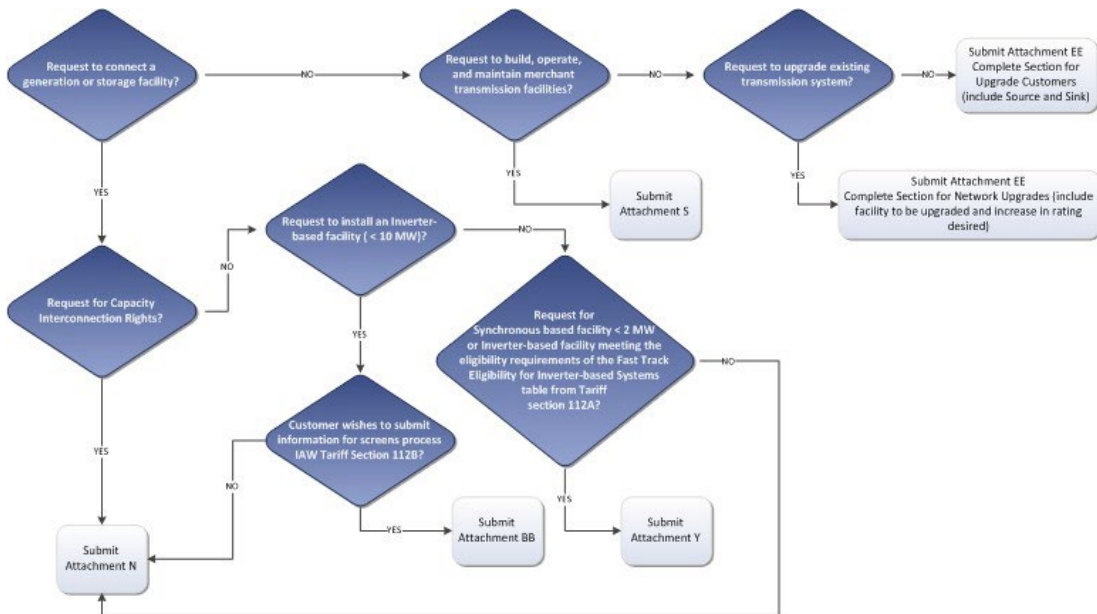 Request to connect a
generation or storage facility?
NO
Request to build, operate,
and maintain merchant
transmission facilities?
NO
Request to upgrade existing
transmission system?
NO
Submit Attachment EE
Complete Section for
Upgrade Customers
(include Source and Sink)
YES
YES
YES
Submit
Attachment S
Submit Attachment EE
Complete Section for Network Upgrades (include
facility to be upgraded and increase in rating
desired)
Request to install an Inverter-
based facility ( < 10 MW)?
NO
NO
Request for Capacity
Interconnection Rights?
YES
Request for
Synchronous based facility < 2 MW
or Inverter-based facility meeting the
eligibility requirements of the Fast Track
Eligibility for Inverter-based Systems
table from Tariff
section 112A?
NO
Customer wishes to submit
information for screens process
IAW Tariff Section 112B?
YES
NO
YES
YES
Submit
Attachment N
Submit
Attachment BB
Submit
Attachment Y